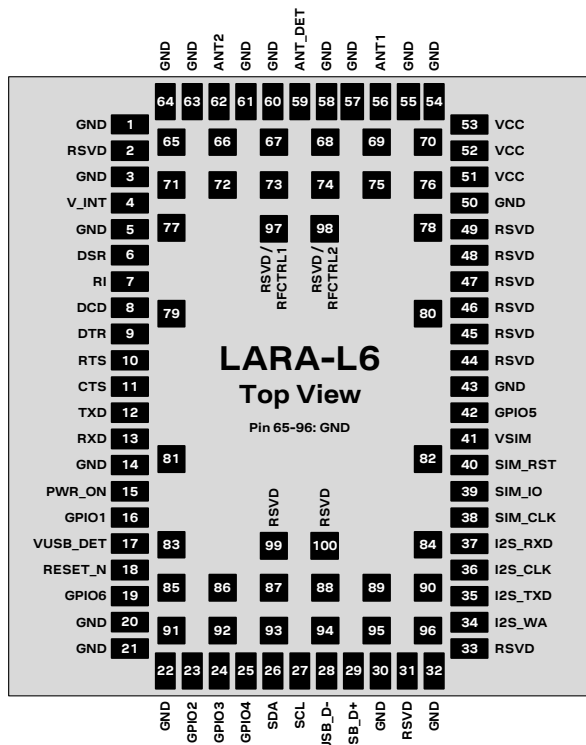 GND GND ANT2 GND GND ANT_DET GND GND ANT1 GND GND
64 63 62 61 60 59 58 57 56 55 54
GND 1 53 VCC
RSVD 2 65 66 67 68 69 70 52 VCC
GND 3 71 72 73 74 75 76 51 VCC
V_INT 4 50 GND
GND 5 77 97 98 78 49 RSVD
DSR 6 48 RSVD
RSVD /
RFCTRL1
RSVD /
RFCTRL2
RI 7 47 RSVD
DCD 8 79 80 46 RSVD
DTR 9 45 RSVD
RTS 10 LARA-L6 44 RSVD
CTS 11 Top View 43 GND
TXD 12 42 GPIO5
Pin 65-96: GND
RXD 13 41 VSIM
GND 14 81 82 40 SIM_RST
PWR_ON 15 39 SIM_IO
GPIO1 16 RSVD RSVD 38 SIM_CLK
VUSB_DET 17 83 99 100 84 37 I2S_RXD
RESET_N 18 36 I2S_CLK
GPIO6 19 85 86 87 88 89 90 35 I2S_TXD
GND 20 91 92 93 94 95 96 34 I2S_WA
GND 21 33 RSVD
22 23 24 25 26 27 28 29 30 31 32
GND GPIO2 GPIO3 GPIO4 SDA SCL USB_D- SB_D+ GND RSVD GND